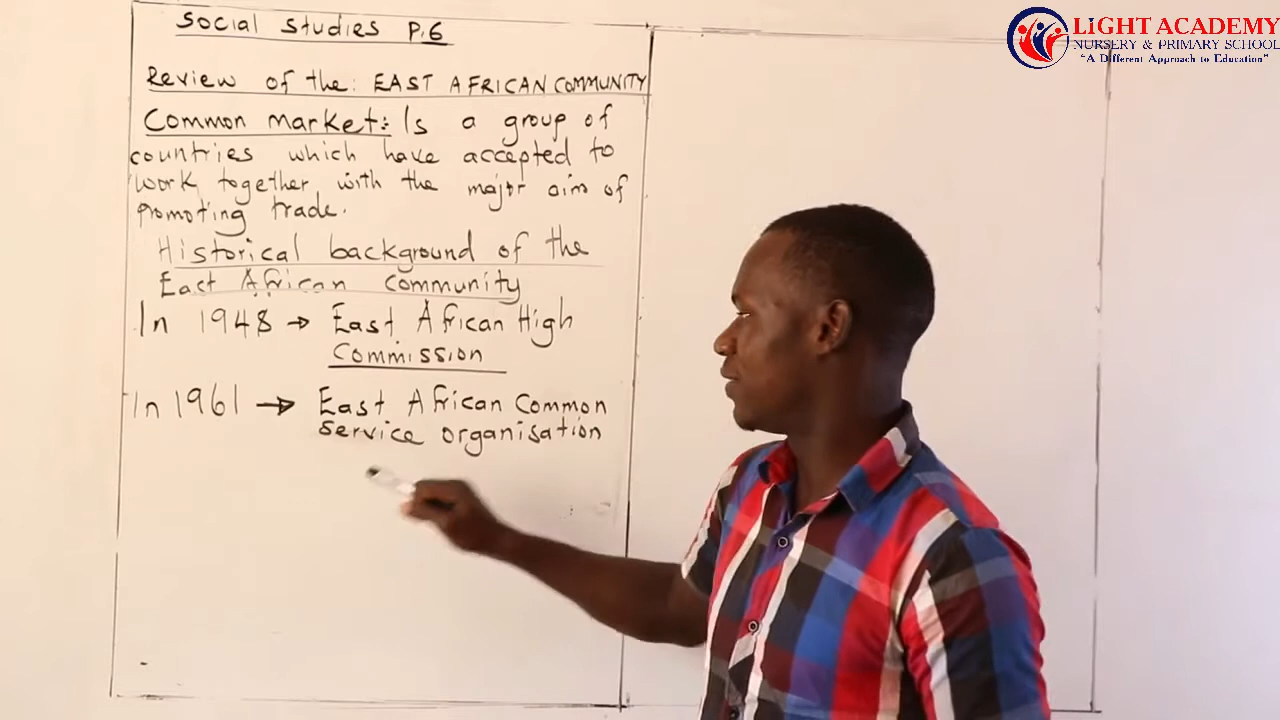 Social Studies P.6
Review of the: EAST AFRICAN COMMUNITY
Common market:- Is a group of
countries which have accepted to
work together with the major aim of
promoting trade.
Historical background of the
East African Community
In 1948 → East African High
Commission
In 1961 → East African Common
Service organisation
LIGHT ACADEMY
NURSERY & PRIMARY SCHOOL
"A Different Approach to Education"